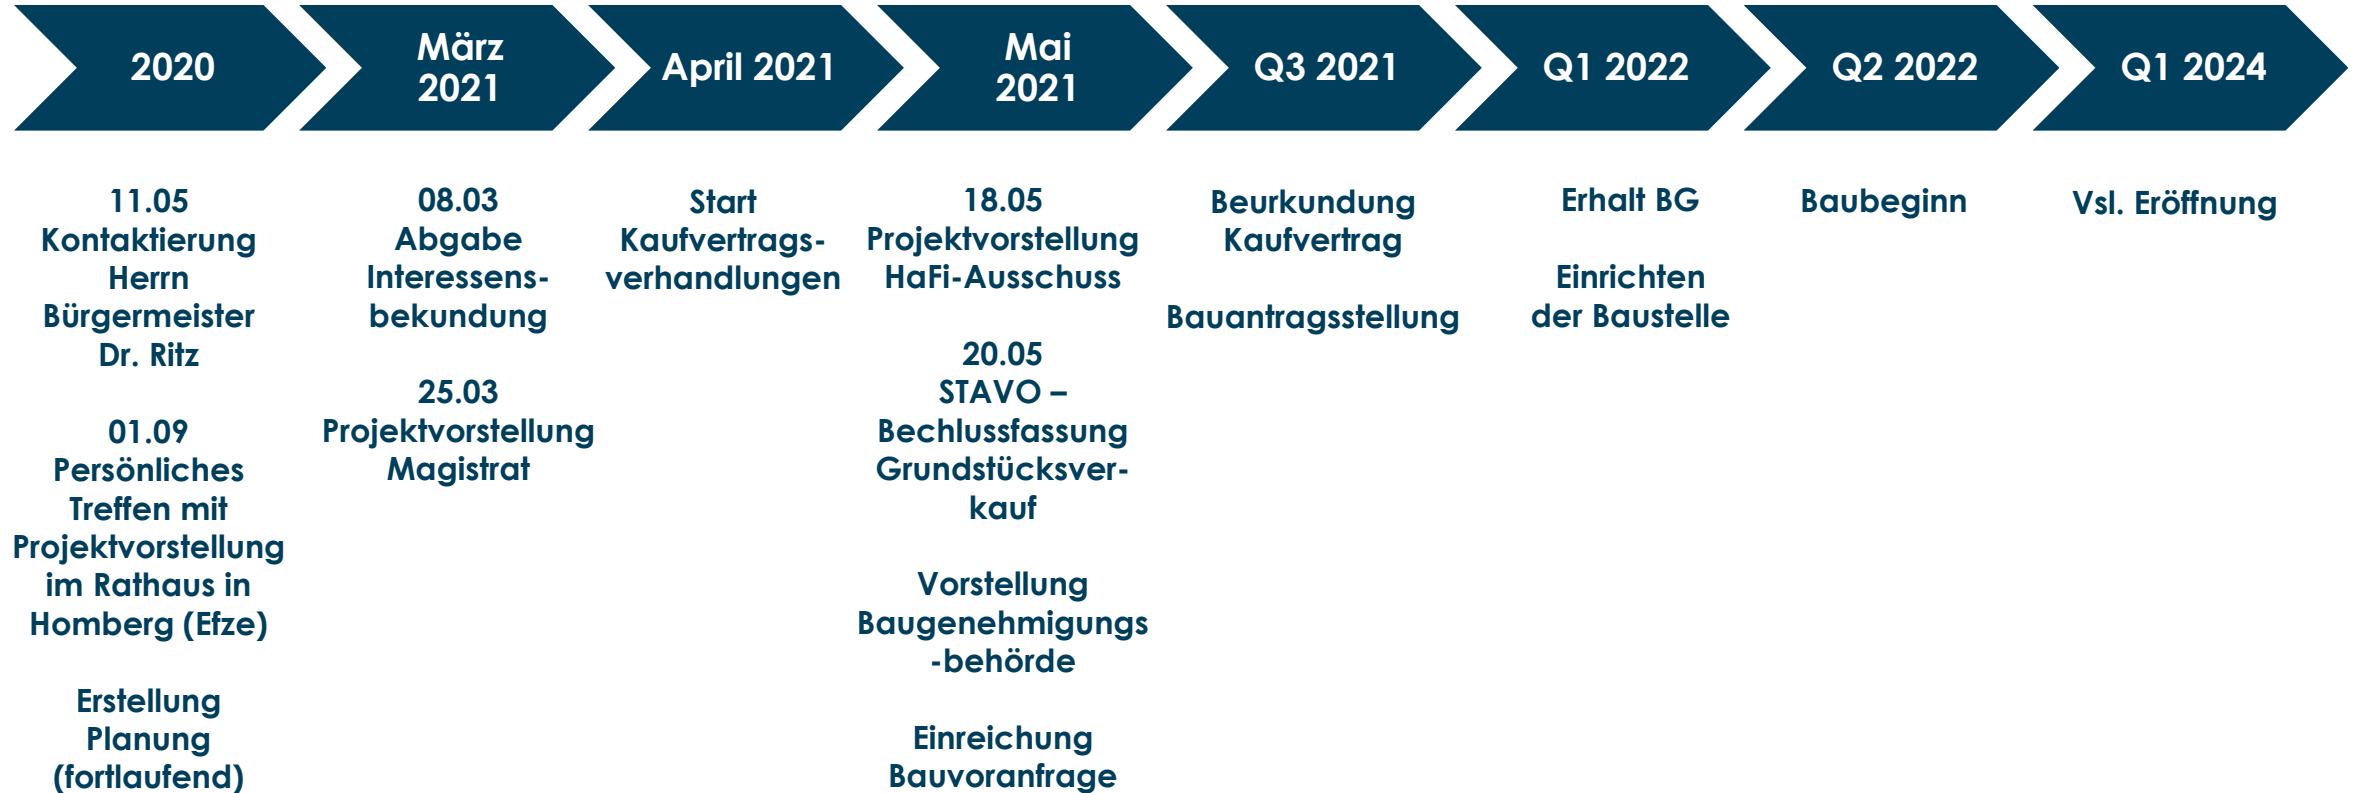 2020
März
2021
April 2021
Mai
2021
Q3 2021
Q1 2022
Q2 2022
Q1 2024
11.05
Kontaktierung
Herrn
Bürgermeister
Dr. Ritz
01.09
Persönliches
Treffen mit
Projektvorstellung
im Rathaus in
Homberg (Efze)
Erstellung
Planung
(fortlaufend)
08.03
Abgabe
Interessens-
bekundung
25.03
Projektvorstellung
Magistrat
Start
Kaufvertrags-
verhandlungen
18.05
Projektvorstellung
HaFi-Ausschuss
20.05
STAVO –
Bechlussfassung
Grundstücksver-
kauf
Vorstellung
Baugenehmigungs
-behörde
Einreichung
Bauvoranfrage
Beurkundung
Kaufvertrag
Bauantragsstellung
Erhalt BG
Einrichten
der Baustelle
Baubeginn
Vsl. Eröffnung